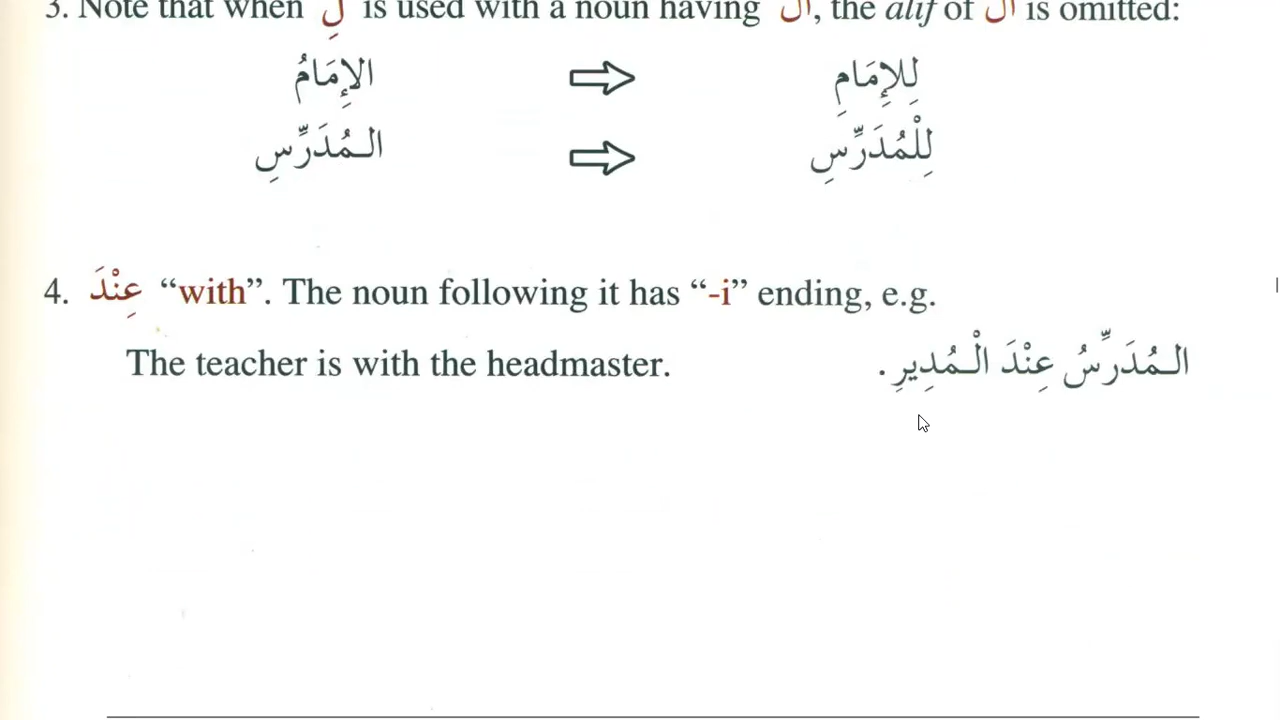 3. Note that when لِ is used with a noun having ال, the alif of ال is omitted:
الإِمَامُ ⇨ لِلإِمَامِ
الـمُدَرِّسِ ⇨ لِلْمُدَرِّسِ
4. عِنْدَ “with”. The noun following it has “-i” ending, e.g.
The teacher is with the headmaster. الـمُدَرِّسُ عِنْدَ الْـمُدِيرِ .